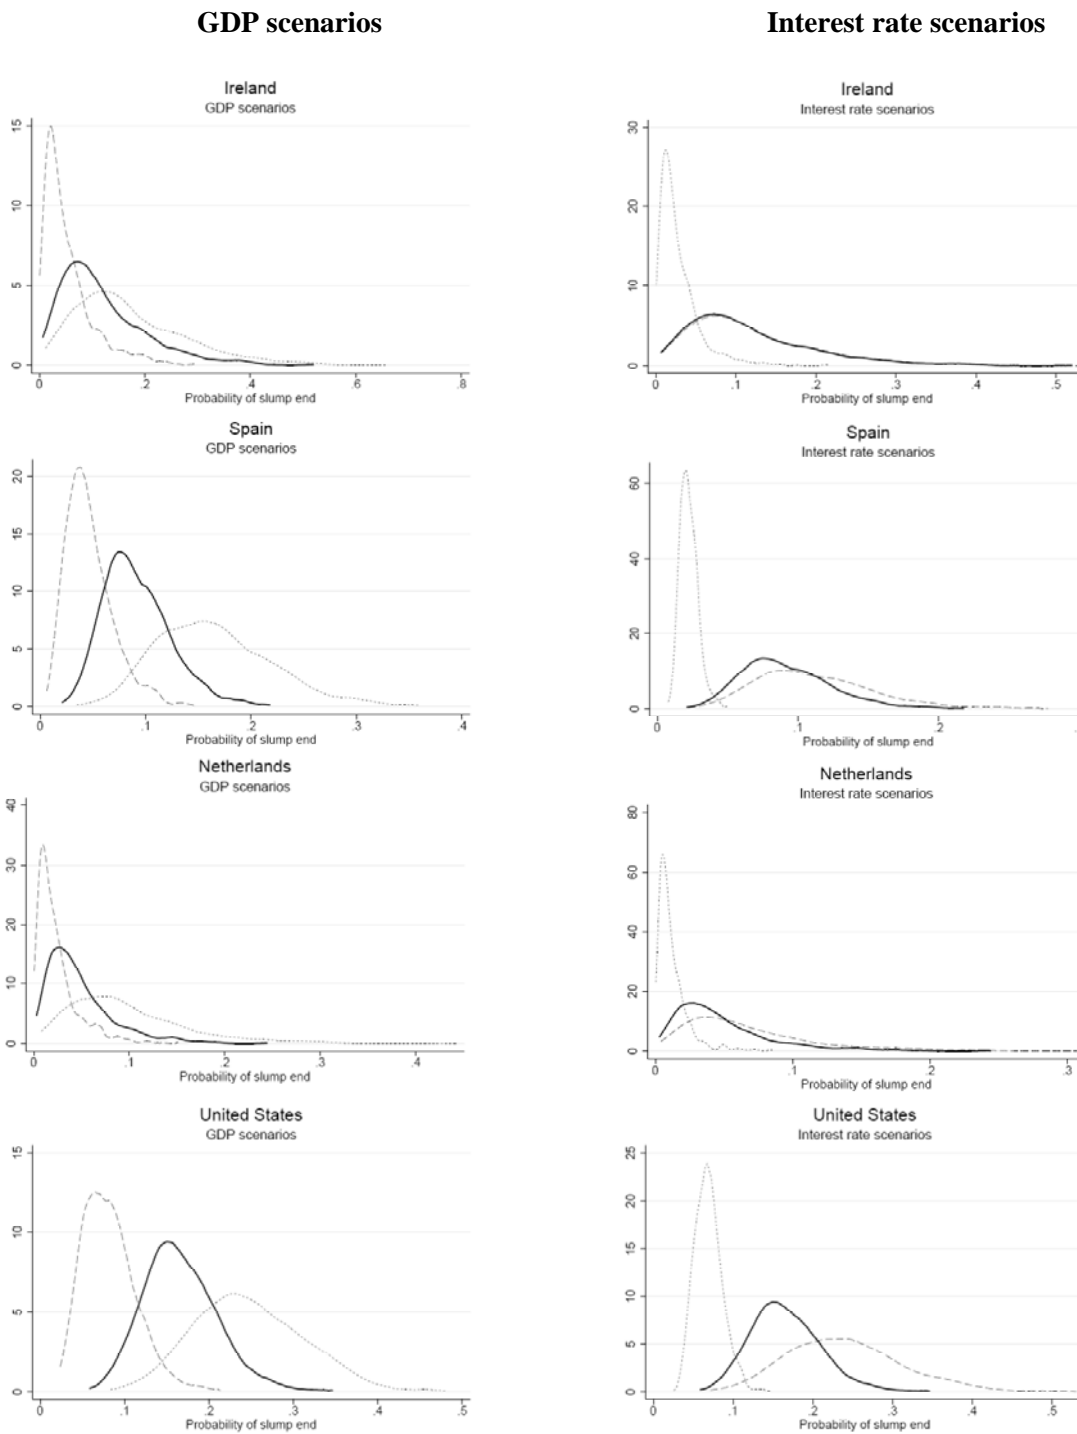 GDP scenarios
Interest rate scenarios
Ireland
GDP scenarios
15
10
5
0
0 .2 .4 .6 .8
Probability of slump end
Ireland
Interest rate scenarios
30
20
10
0
0 .1 .2 .3 .4 .5
Probability of slump end
Spain
GDP scenarios
20
15
10
5
0
0 .1 .2 .3 .4
Probability of slump end
Spain
Interest rate scenarios
60
40
20
0
0 .1 .2
Probability of slump end
Netherlands
GDP scenarios
40
30
20
10
0
0 .1 .2 .3 .4
Probability of slump end
Netherlands
Interest rate scenarios
80
60
40
20
0
0 .1 .2 .3
Probability of slump end
United States
GDP scenarios
15
10
5
0
0 .1 .2 .3 .4 .5
Probability of slump end
United States
Interest rate scenarios
25
20
15
10
5
0
0 .1 .2 .3 .4 .5
Probability of slump end